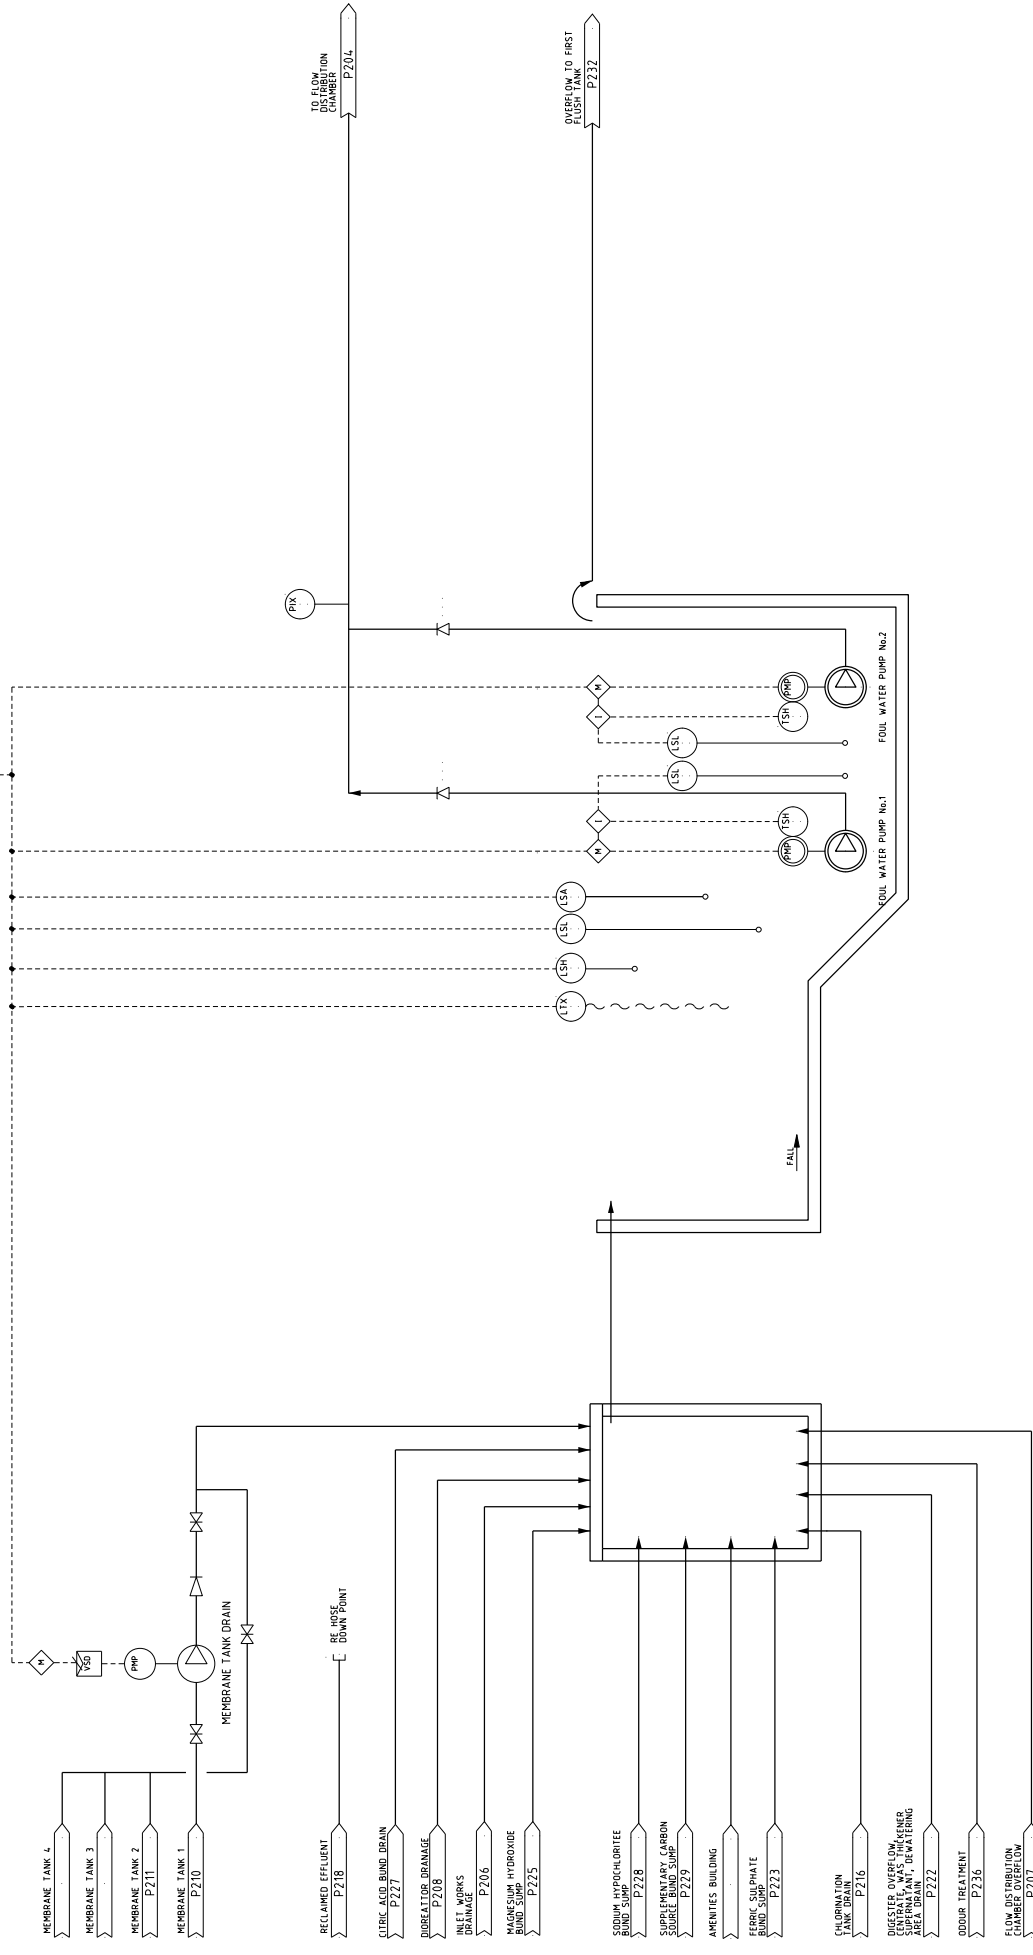 TO FLOW
DISTRIBUTION
CHAMBER
P204
OVERFLOW TO FIRST
FLUSH TANK
P232
PIX
M
I
LSL
PMP
TSH
FOUL WATER PUMP No.2
LSL
I
M
TSH
PMP
FOUL WATER PUMP No.1
LSA
LSL
LSH
LTX
FALL
M
VSD
PMP
MEMBRANE TANK DRAIN
RE HOSE
DOWN POINT
MEMBRANE TANK 4
MEMBRANE TANK 3
MEMBRANE TANK 2
P211
MEMBRANE TANK 1
P210
RECLAIMED EFFLUENT
P218
CITRIC ACID BUND DRAIN
P227
DIOREATTOR DRANAGE
P208
INLET WORKS
DRAINAGE
P206
MAGNESIUM HYDROXIDE
BUND SUMP
P225
SODIUM HYPOCHLORITEE
BUND SUMP
P228
SUPPLEMENTARY CARBON
SOURCE BUND SUMP
P229
AMENITIES BUILDING
FERRIC SULPHATE
BUND SUMP
P223
CHLORINATION
TANK DRAIN
P216
DIGESTER OVERFLOW,
CENTRATE, WAS THICKENER
SUPERNATANT, DEWATERING
AREA DRAIN
P222
ODOUR TREATMENT
P236
FLOW DISTRIBUTION
CHAMBER OVERFLOW
P207